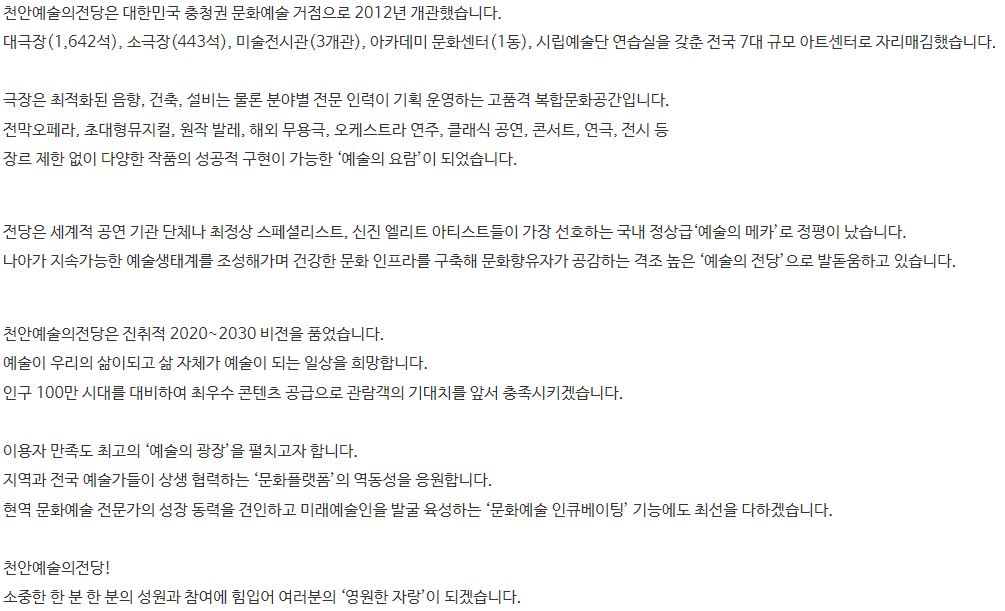 천안예술의전당은 대한민국 충청권 문화예술 거점으로 2012년 개관했습니다.
대극장(1,642석), 소극장(443석), 미술전시관(3개관), 아카데미 문화센터(1동), 시립예술단 연습실을 갖춘 전국 7대 규모 아트센터로 자리매김했습니다.
극장은 최적화된 음향, 건축, 설비는 물론 분야별 전문 인력이 기획 운영하는 고품격 복합문화공간입니다.
전막오페라, 초대형뮤지컬, 원작 발레, 해외 무용극, 오케스트라 연주, 클래식 공연, 콘서트, 연극, 전시 등
장르 제한 없이 다양한 작품의 성공적 구현이 가능한 ‘예술의 요람’이 되었습니다.
전당은 세계적 공연 기관 단체나 최정상 스페셜리스트, 신진 엘리트 아티스트들이 가장 선호하는 국내 정상급‘예술의 메카’로 정평이 났습니다.
나아가 지속가능한 예술생태계를 조성해가며 건강한 문화 인프라를 구축해 문화향유자가 공감하는 격조 높은 ‘예술의 전당’으로 발돋움하고 있습니다.
천안예술의전당은 진취적 2020~2030 비전을 품었습니다.
예술이 우리의 삶이되고 삶 자체가 예술이 되는 일상을 희망합니다.
인구 100만 시대를 대비하여 최우수 콘텐츠 공급으로 관람객의 기대치를 앞서 충족시키겠습니다.
이용자 만족도 최고의 ‘예술의 광장’을 펼치고자 합니다.
지역과 전국 예술가들이 상생 협력하는 ‘문화플랫폼’의 역동성을 응원합니다.
현역 문화예술 전문가의 성장 동력을 견인하고 미래예술인을 발굴 육성하는 ‘문화예술 인큐베이팅’ 기능에도 최선을 다하겠습니다.
천안예술의전당!
소중한 한 분 한 분의 성원과 참여에 힘입어 여러분의 ‘영원한 자랑’이 되겠습니다.